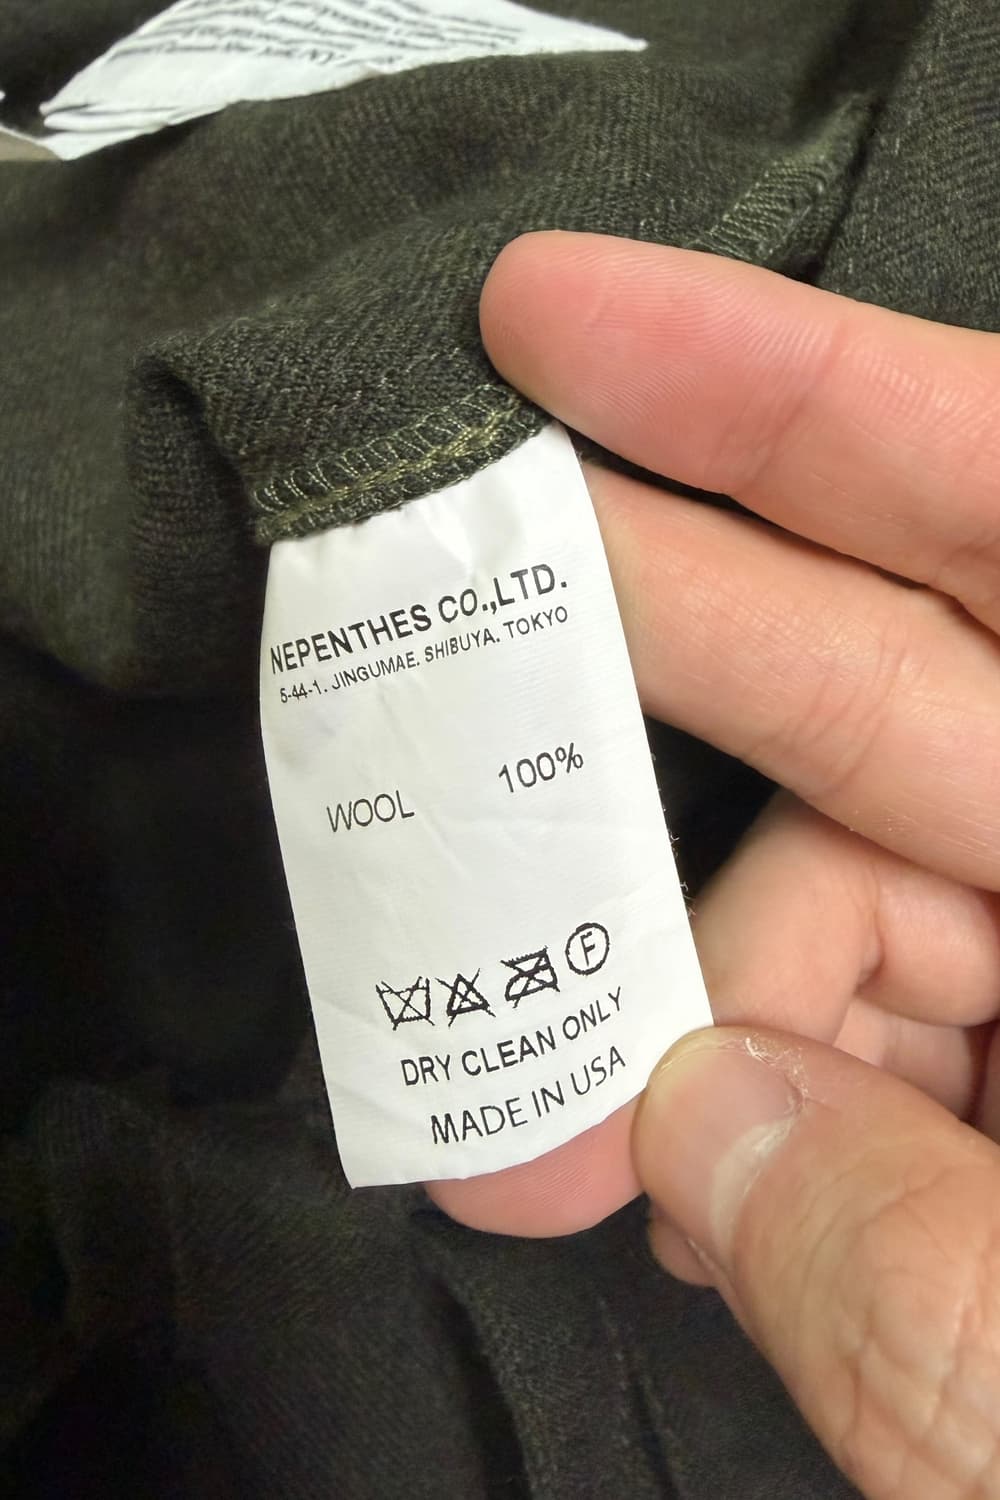 NEPENTHES CO.,LTD.
5-44-1. JINGUMAE. SHIBUYA. TOKYO
WOOL 100%
F
DRY CLEAN ONLY
MADE IN USA